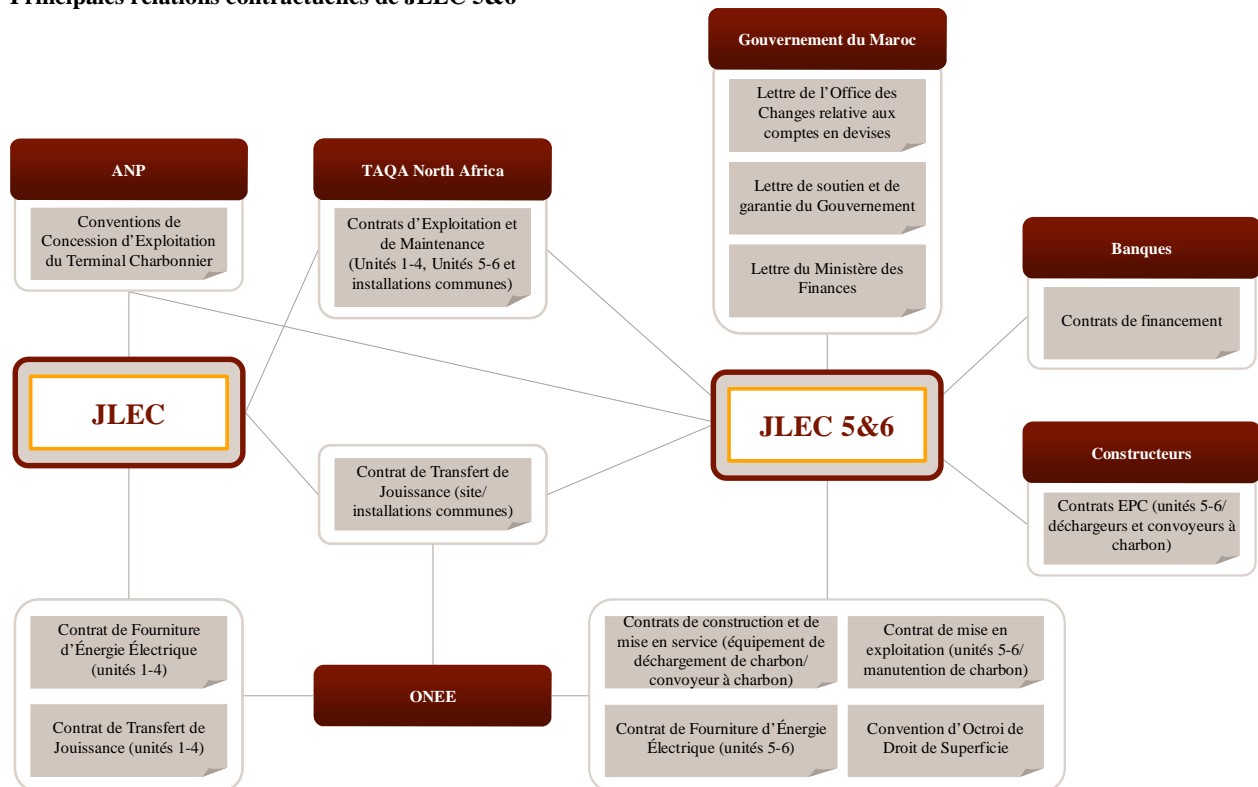 Principales relations contractuelles de JLEC 5&6
Gouvernement du Maroc
Lettre de l’Office des
Changes relative aux
comptes en devises
Lettre de soutien et de
garantie du Gouvernement
Lettre du Ministère des
Finances
ANP
Conventions de
Concession d’Exploitation
du Terminal Charbonnier
TAQA North Africa
Contrats d’Exploitation et
de Maintenance
(Unités 1-4, Unités 5-6 et
installations communes)
Banques
Contrats de financement
JLEC
JLEC 5&6
Contrat de Transfert de
Jouissance (site/
installations communes)
Constructeurs
Contrats EPC (unités 5-6/
déchargeurs et convoyeurs à
charbon)
Contrat de Fourniture
d’Énergie Électrique
(unités 1-4)
Contrat de Transfert de
Jouissance (unités 1-4)
ONEE
Contrats de construction et de
mise en service (équipement de
déchargement de charbon/
convoyeur à charbon)
Contrat de mise en
exploitation (unités 5-6/
manutention de charbon)
Contrat de Fourniture d’Énergie
Électrique (unités 5-6)
Convention d’Octroi de
Droit de Superficie